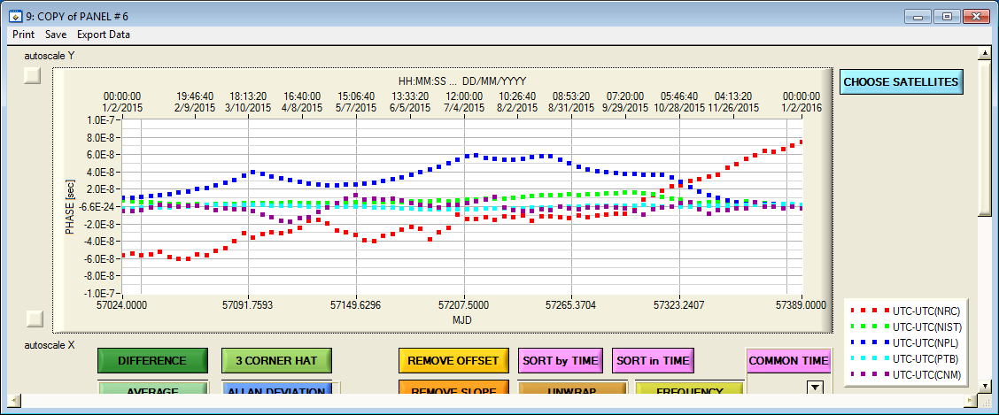 9: COPY of PANEL # 6
Print Save Export Data
autoscale Y
HH:MM:SS ... DD/MM/YYYY
00:00:00 19:46:40 18:13:20 16:40:00 15:06:40 13:33:20 12:00:00 10:26:40 08:53:20 07:20:00 05:46:40 04:13:20 00:00:00
1/2/2015 2/9/2015 3/10/2015 4/8/2015 5/7/2015 6/5/2015 7/4/2015 8/2/2015 8/31/2015 9/29/2015 10/28/2015 11/26/2015 1/2/2016
CHOOSE SATELLITES
1.0E-7
8.0E-8
6.0E-8
4.0E-8
2.0E-8
-6.6E-24
-2.0E-8
-4.0E-8
-6.0E-8
-8.0E-8
-1.0E-7
PHASE [sec]
57024.0000 57091.7593 57149.6296 57207.5000 57265.3704 57323.2407 57389.0000
MJD
UTC-UTC(NRC)
UTC-UTC(NIST)
UTC-UTC(NPL)
UTC-UTC(PTB)
UTC-UTC(CNM)
autoscale X
DIFFERENCE 3 CORNER HAT REMOVE OFFSET SORT by TIME SORT in TIME COMMON TIME
AVERAGE ALLAN DEVIATION REMOVE SLOPE UNWRAP FREQUENCY